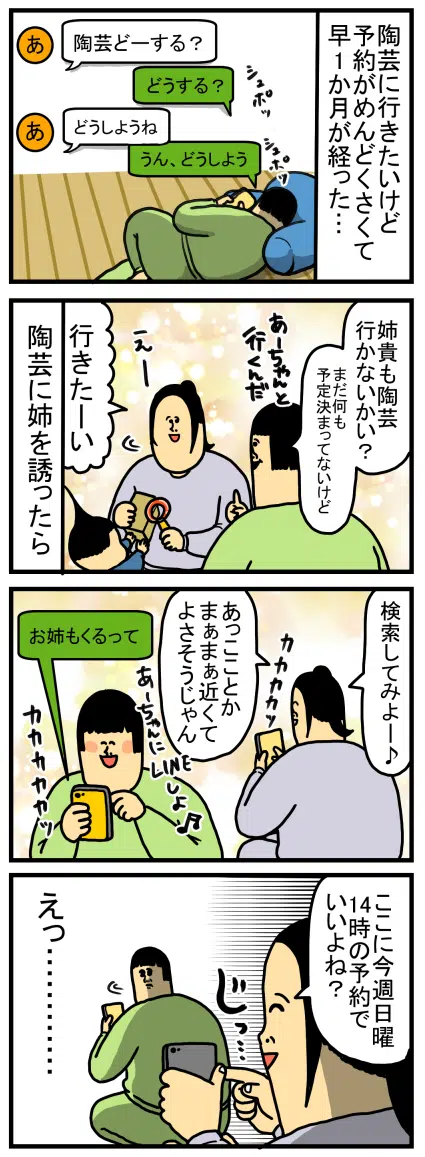 陶芸に行きたいけど
予約がめんどくさくて
早1か月が経った…
あ
陶芸どーする？
どうする？
シュポッ
あ
どうしようね
うん、どうしよう
シュポッ
姉貴も陶芸
行かないかい？
まだ何も
予定決まってないけど
あーちゃんと
行くんだ
えー
行きたーい
陶芸に姉を誘ったら
検索してみよー♪
カカカカッ
あっこことか
まぁまぁ近くて
よさそうじゃん
お姉もくるって
あーちゃんに
LINE
しよ♪
カカカカカッ
ここに今週日曜
14時の予約で
いいよね？
じっ…
えっ…………